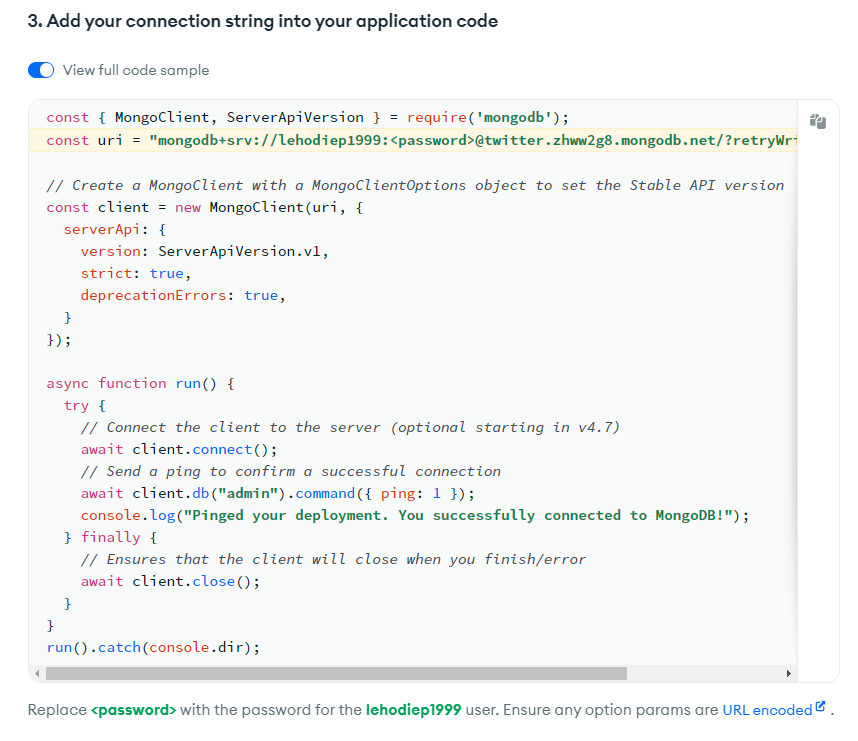 3. Add your connection string into your application code
View full code sample
const { MongoClient, ServerApiVersion } = require('mongodb');
const uri = "mongodb+srv://lehodiep1999:<password>@twitter.zhww2g8.mongodb.net/?retryWri
// Create a MongoClient with a MongoClientOptions object to set the Stable API version
const client = new MongoClient(uri, {
  serverApi: {
    version: ServerApiVersion.v1,
    strict: true,
    deprecationErrors: true,
  }
});
async function run() {
  try {
    // Connect the client to the server (optional starting in v4.7)
    await client.connect();
    // Send a ping to confirm a successful connection
    await client.db("admin").command({ ping: 1 });
    console.log("Pinged your deployment. You successfully connected to MongoDB!");
  } finally {
    // Ensures that the client will close when you finish/error
    await client.close();
  }
}
run().catch(console.dir);
Replace <password> with the password for the lehodiep1999 user. Ensure any option params are URL encoded .